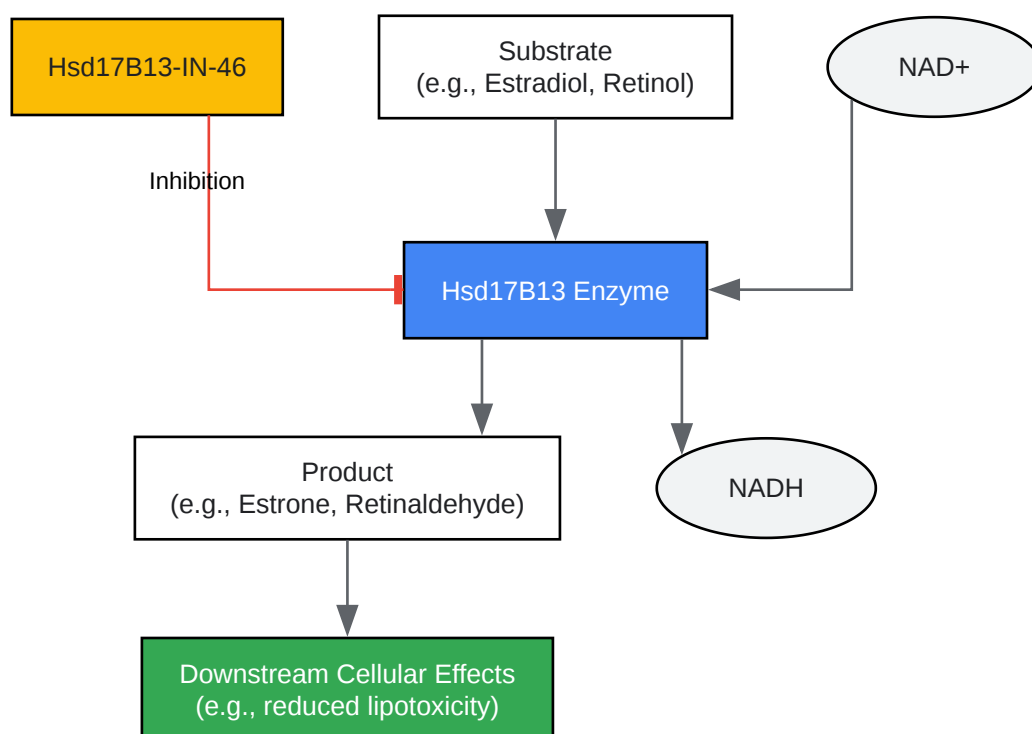 Hsd17B13-IN-46
Substrate
(e.g., Estradiol, Retinol)
NAD+
Inhibition
Hsd17B13 Enzyme
Product
(e.g., Estrone, Retinaldehyde)
NADH
Downstream Cellular Effects
(e.g., reduced lipotoxicity)